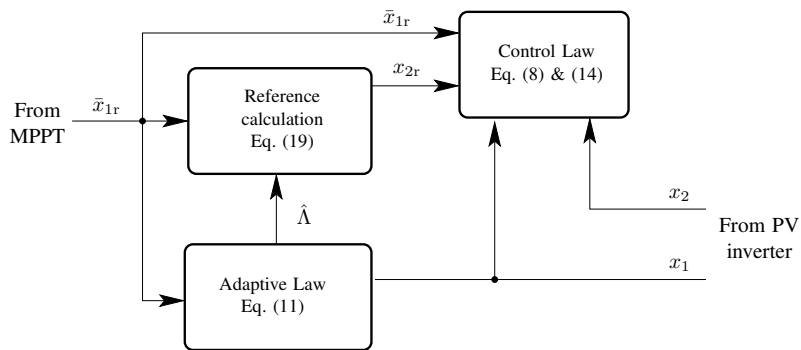 x̄₁ᵣ
Control Law
Eq. (8) & (14)
x₂ᵣ
From
MPPT
x̄₁ᵣ
Reference
calculation
Eq. (19)
Λ̂
x₂
From PV
inverter
x₁
Adaptive Law
Eq. (11)